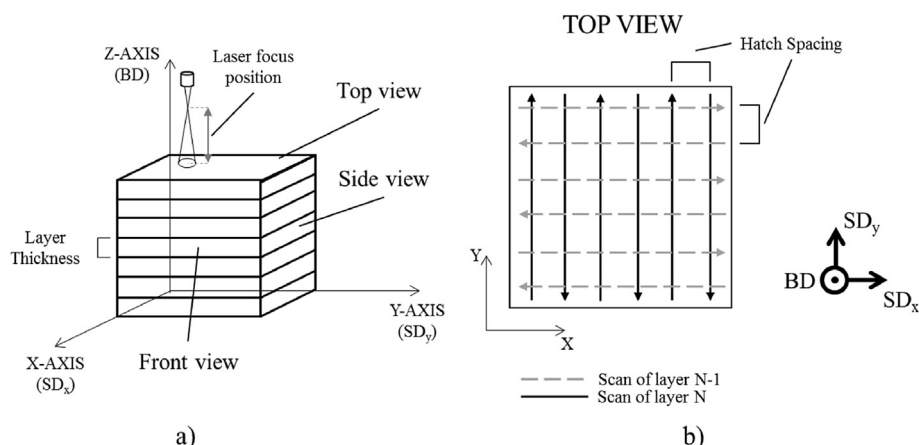 Z-AXIS
(BD)
Laser focus
position
Top view
Side view
Layer
Thickness
Y-AXIS
(SDy)
X-AXIS
(SDx)
Front view
a)
TOP VIEW
Hatch Spacing
Y
X
SDy
BD
SDx
Scan of layer N-1
Scan of layer N
b)